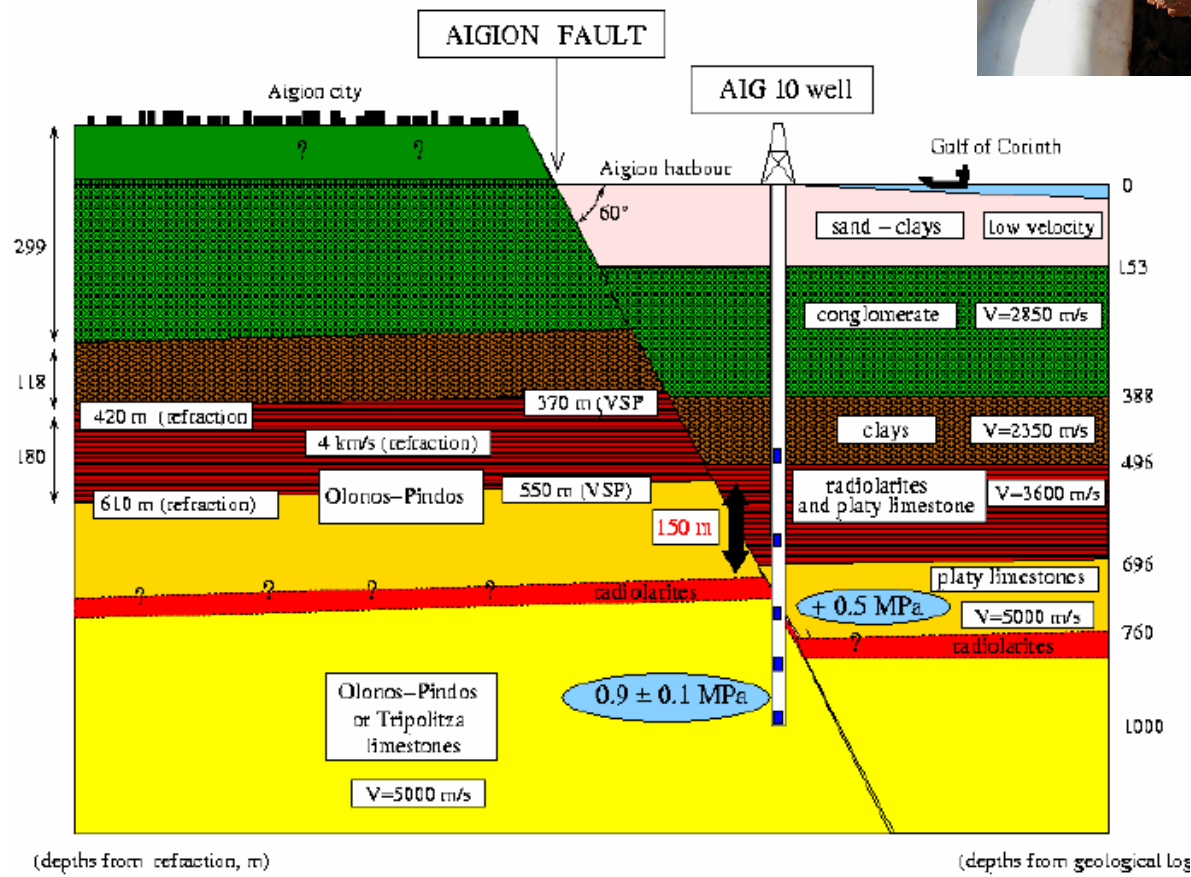 AIGION FAULT
AIG 10 well
Aigion city
Gulf of Corinth
? ?
Aigion harbour
0
60°
sand – clays
low velocity
153
299
conglomerate
V=2850 m/s
388
118
420 m (refraction
370 m (VSP
clays
V=2350 m/s
4 km/s (refraction)
496
180
Olonos–Pindos
550 m (VSP)
radiolarites
and platy limestone
V=3600 m/s
610 m (refraction)
150 m
696
platy limestones
? ? ? ?
radiolarites
+ 0.5 MPa
V=5000 m/s
760
?
radiolarites
0.9 ± 0.1 MPa
Olonos–Pindos
or Tripolitza
limestones
1000
V=5000 m/s
(depths from refraction, m)
(depths from geological log